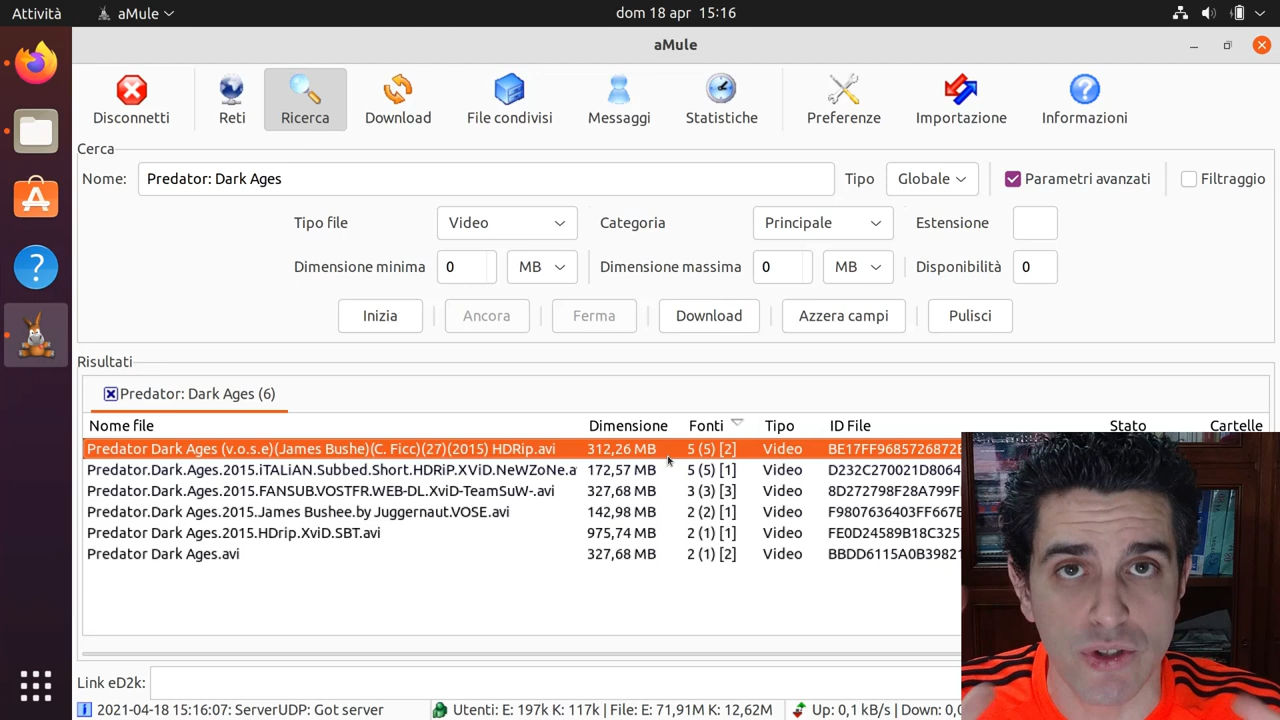 Attività aMule dom 18 apr 15:16
aMule
Disconnetti Reti Ricerca Download File condivisi Messaggi Statistiche Preferenze Importazione Informazioni
Cerca
Nome: Predator: Dark Ages Tipo Globale Parametri avanzati Filtraggio
Tipo file Video Categoria Principale Estensione
Dimensione minima 0 MB Dimensione massima 0 MB Disponibilità 0
Inizia Ancora Ferma Download Azzera campi Pulisci
Risultati
Predator: Dark Ages (6)
Nome file Dimensione Fonti Tipo ID File Stato Cartelle
Predator Dark Ages (v.o.s.e)(James Bushe)(C. Ficc)(27)(2015) HDRip.avi 312,26 MB 5 (5) [2] Video BE17FF9685726872E
Predator.Dark.Ages.2015.iTALiAN.Subbed.Short.HDRiP.XViD.NeWZoNe.a 172,57 MB 5 (5) [1] Video D232C270021D8064
Predator.Dark.Ages.2015.FANSUB.VOSTFR.WEB-DL.XviD-TeamSuW-.avi 327,68 MB 3 (3) [3] Video 8D272798F28A799F
Predator.Dark.Ages.2015.James Bushee.by Juggernaut.VOSE.avi 142,98 MB 2 (2) [1] Video F9807636403FF667E
Predator.Dark.Ages.2015.HDrip.XviD.SBT.avi 975,74 MB 2 (1) [1] Video FE0D24589B18C325
Predator Dark Ages.avi 327,68 MB 2 (1) [2] Video BBDD6115A0B39821
Link eD2k:
2021-04-18 15:16:07: ServerUDP: Got server Utenti: E: 197k K: 117k | File: E: 71,91M K: 12,62M Up: 0,1 kB/s | Down: 0,0